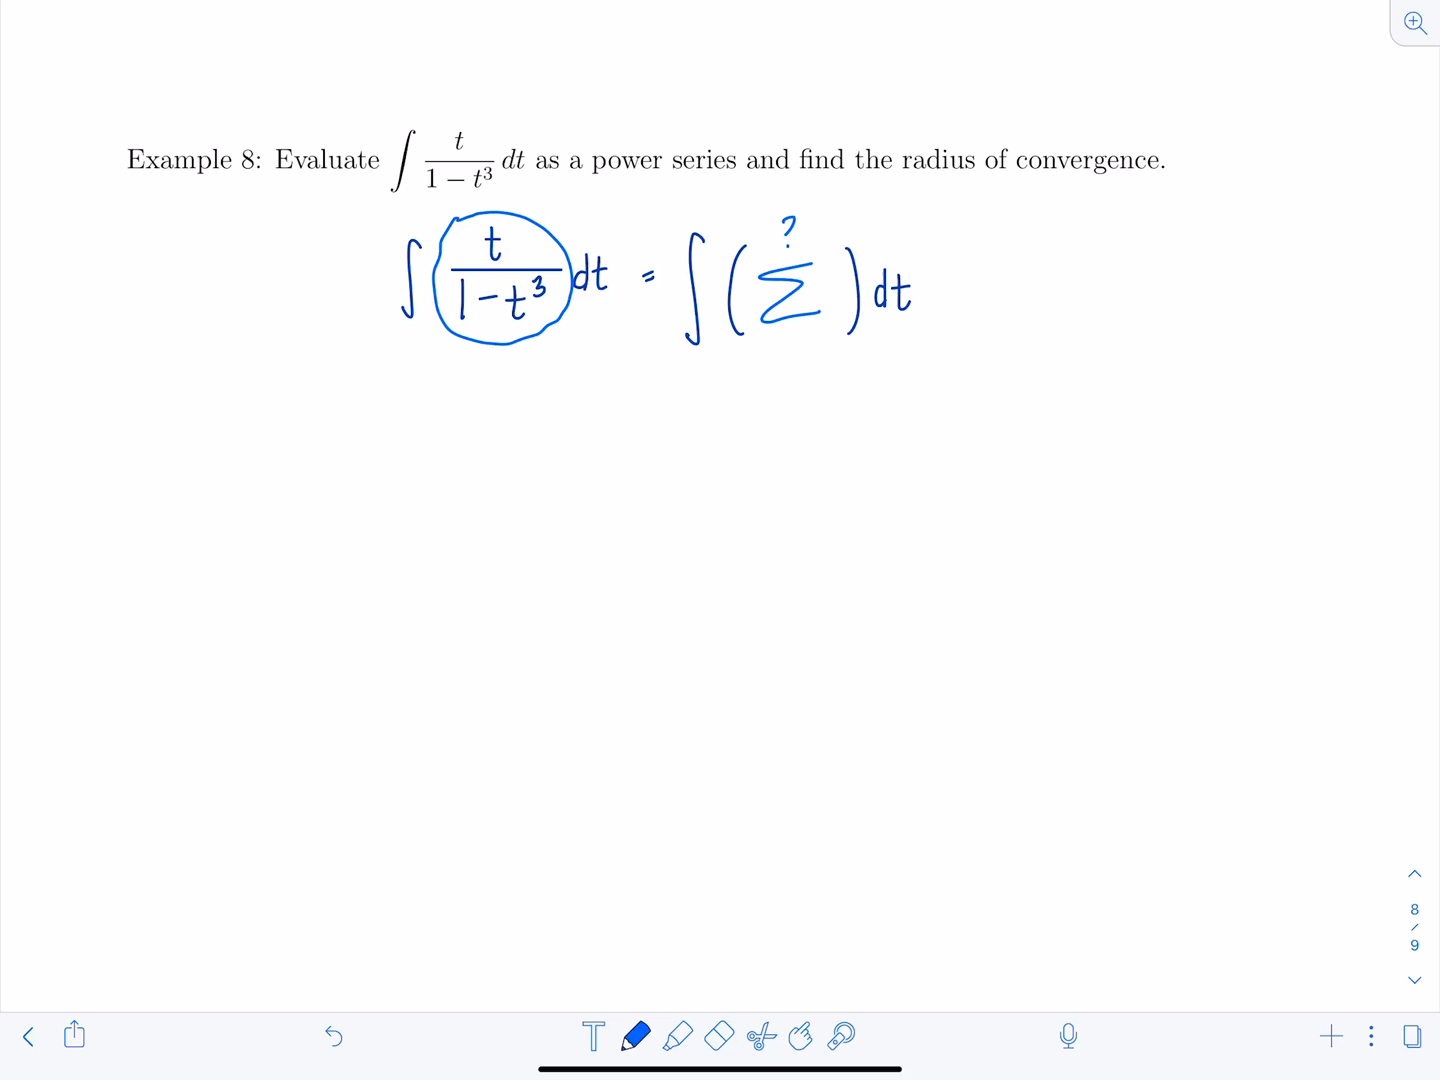 Example 8: Evaluate ∫ t/(1 − t³) dt as a power series and find the radius of convergence.
∫ t/(1−t³) dt = ∫ ( ∑ ) dt
?
8
/
9
T